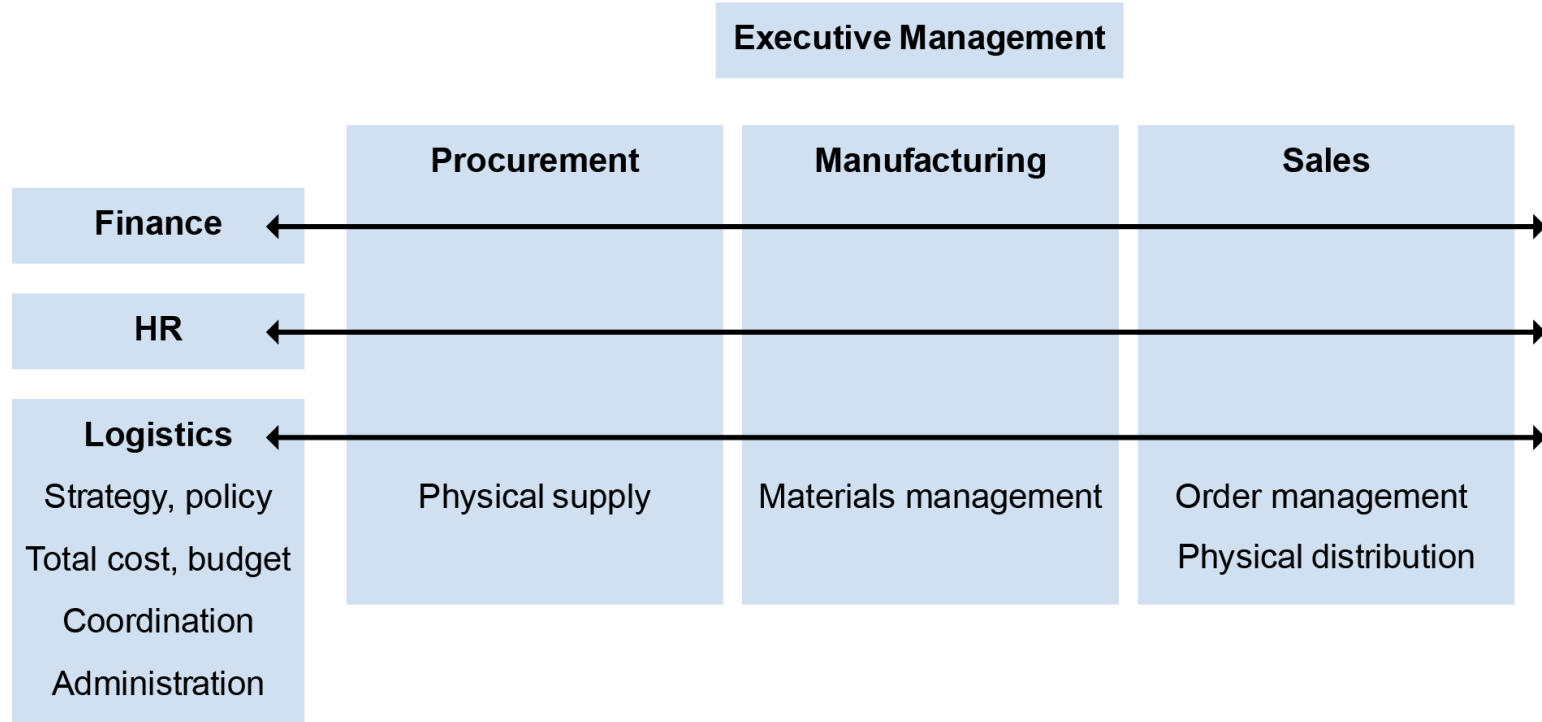 Executive Management
Procurement
Manufacturing
Sales
Finance
HR
Logistics
Strategy, policy
Physical supply
Materials management
Order management
Total cost, budget
Physical distribution
Coordination
Administration